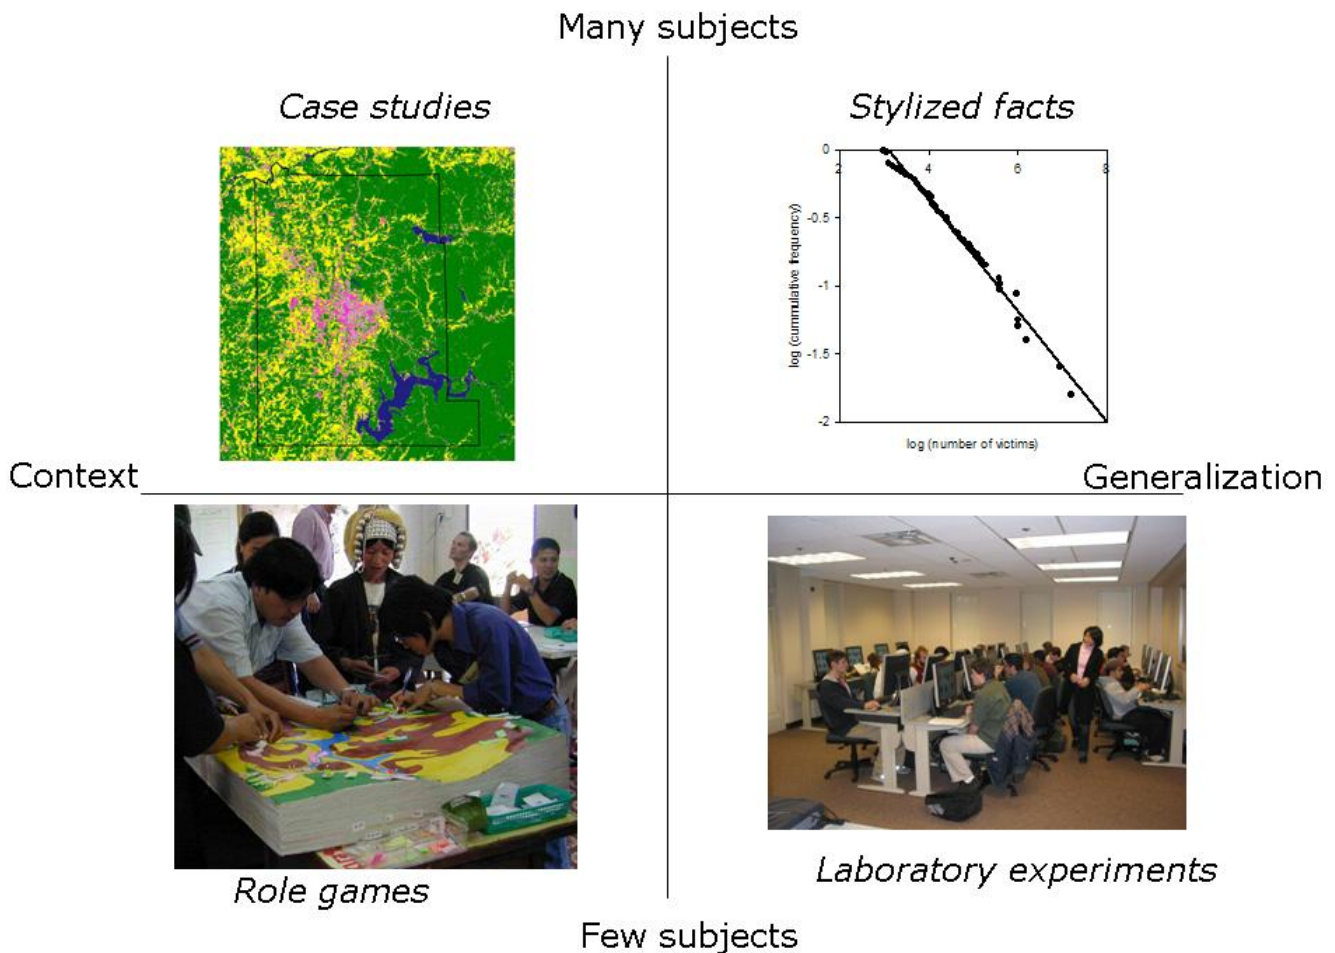 Many subjects
Case studies
Stylized facts
0
2
4
6
8
-0.5
-1
-1.5
-2
log (cummulative frequency)
log (number of victims)
Context
Generalization
Role games
Laboratory experiments
Few subjects